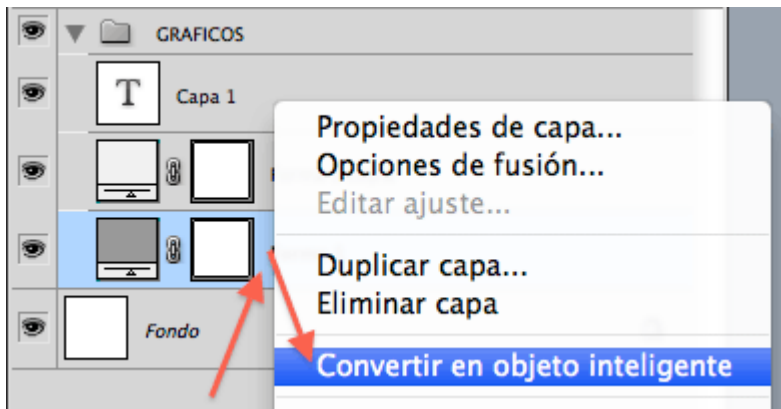 GRAFICOS
T Capa 1
Propiedades de capa...
Opciones de fusión...
Editar ajuste...
Duplicar capa...
Eliminar capa
Fondo
Convertir en objeto inteligente